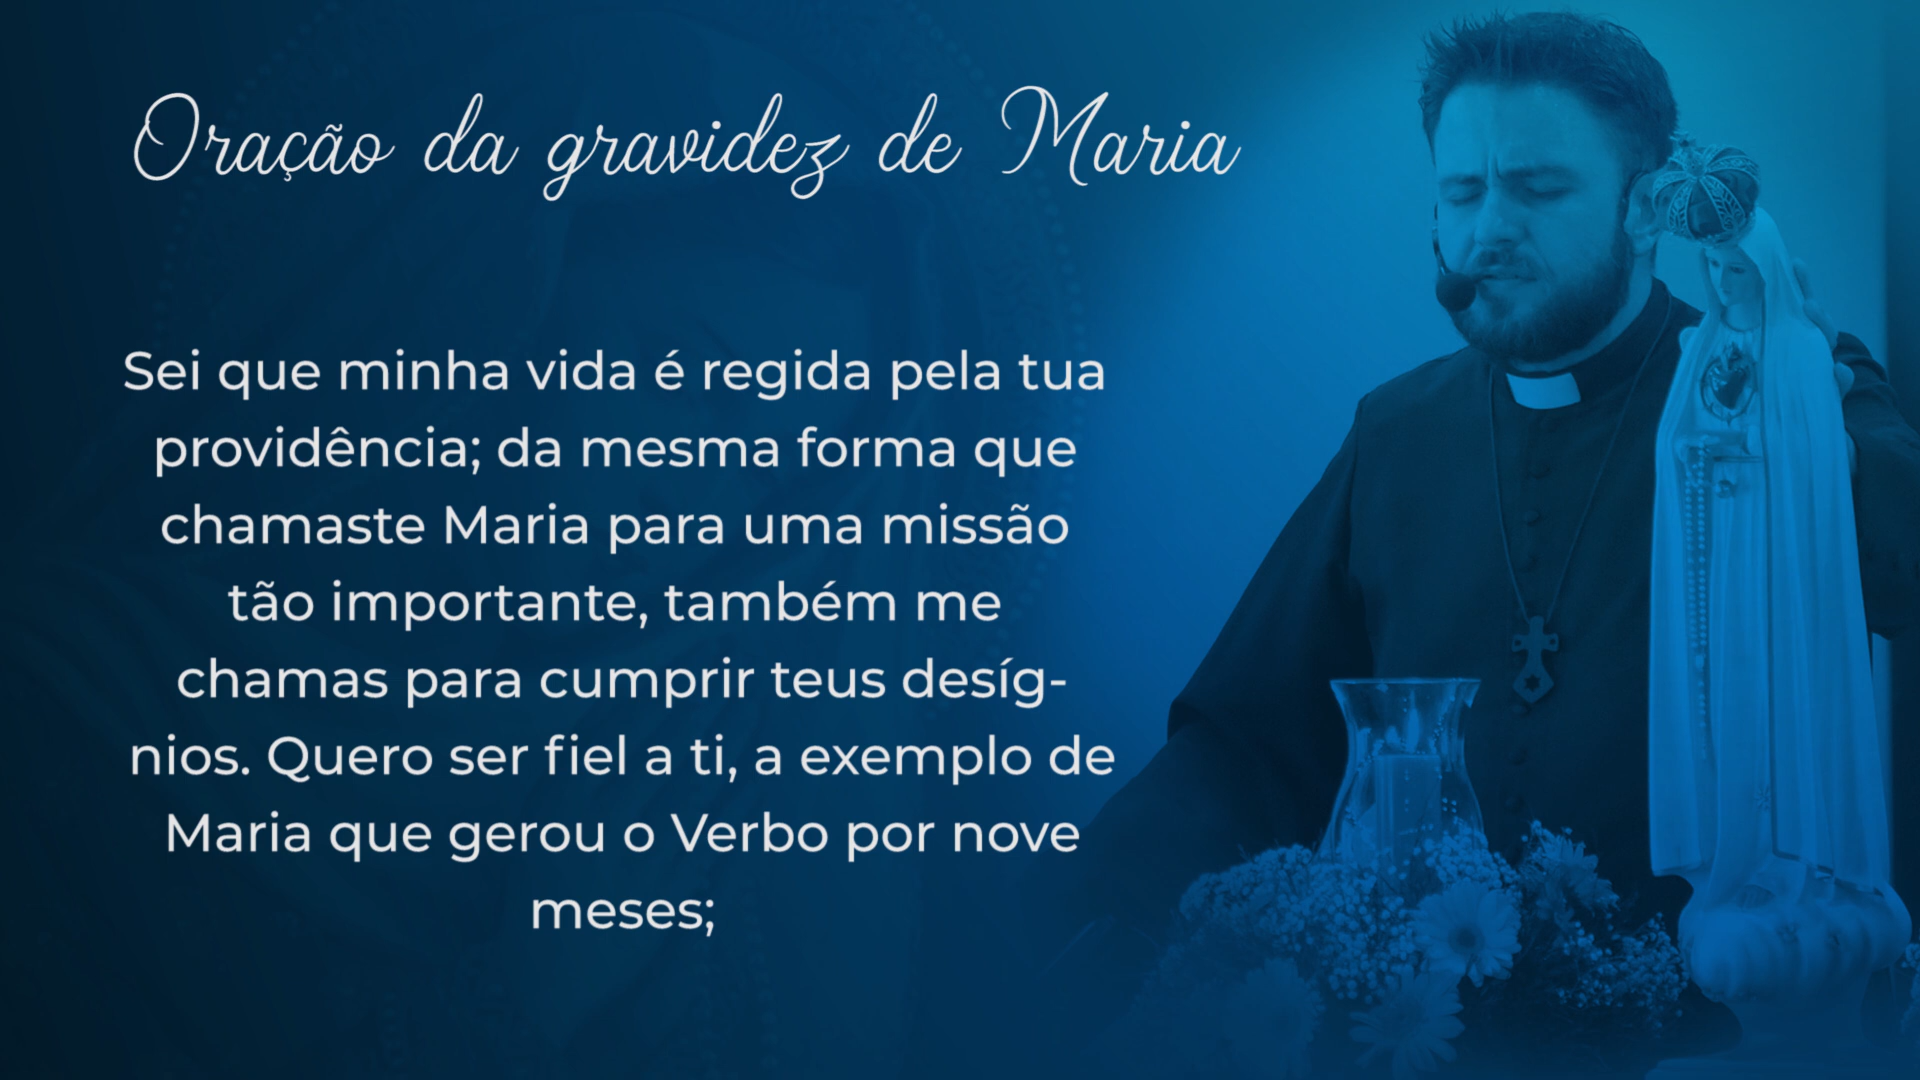 Oração da gravidez de Maria
Sei que minha vida é regida pela tua
providência; da mesma forma que
chamaste Maria para uma missão
tão importante, também me
chamas para cumprir teus desíg-
nios. Quero ser fiel a ti, a exemplo de
Maria que gerou o Verbo por nove
meses;